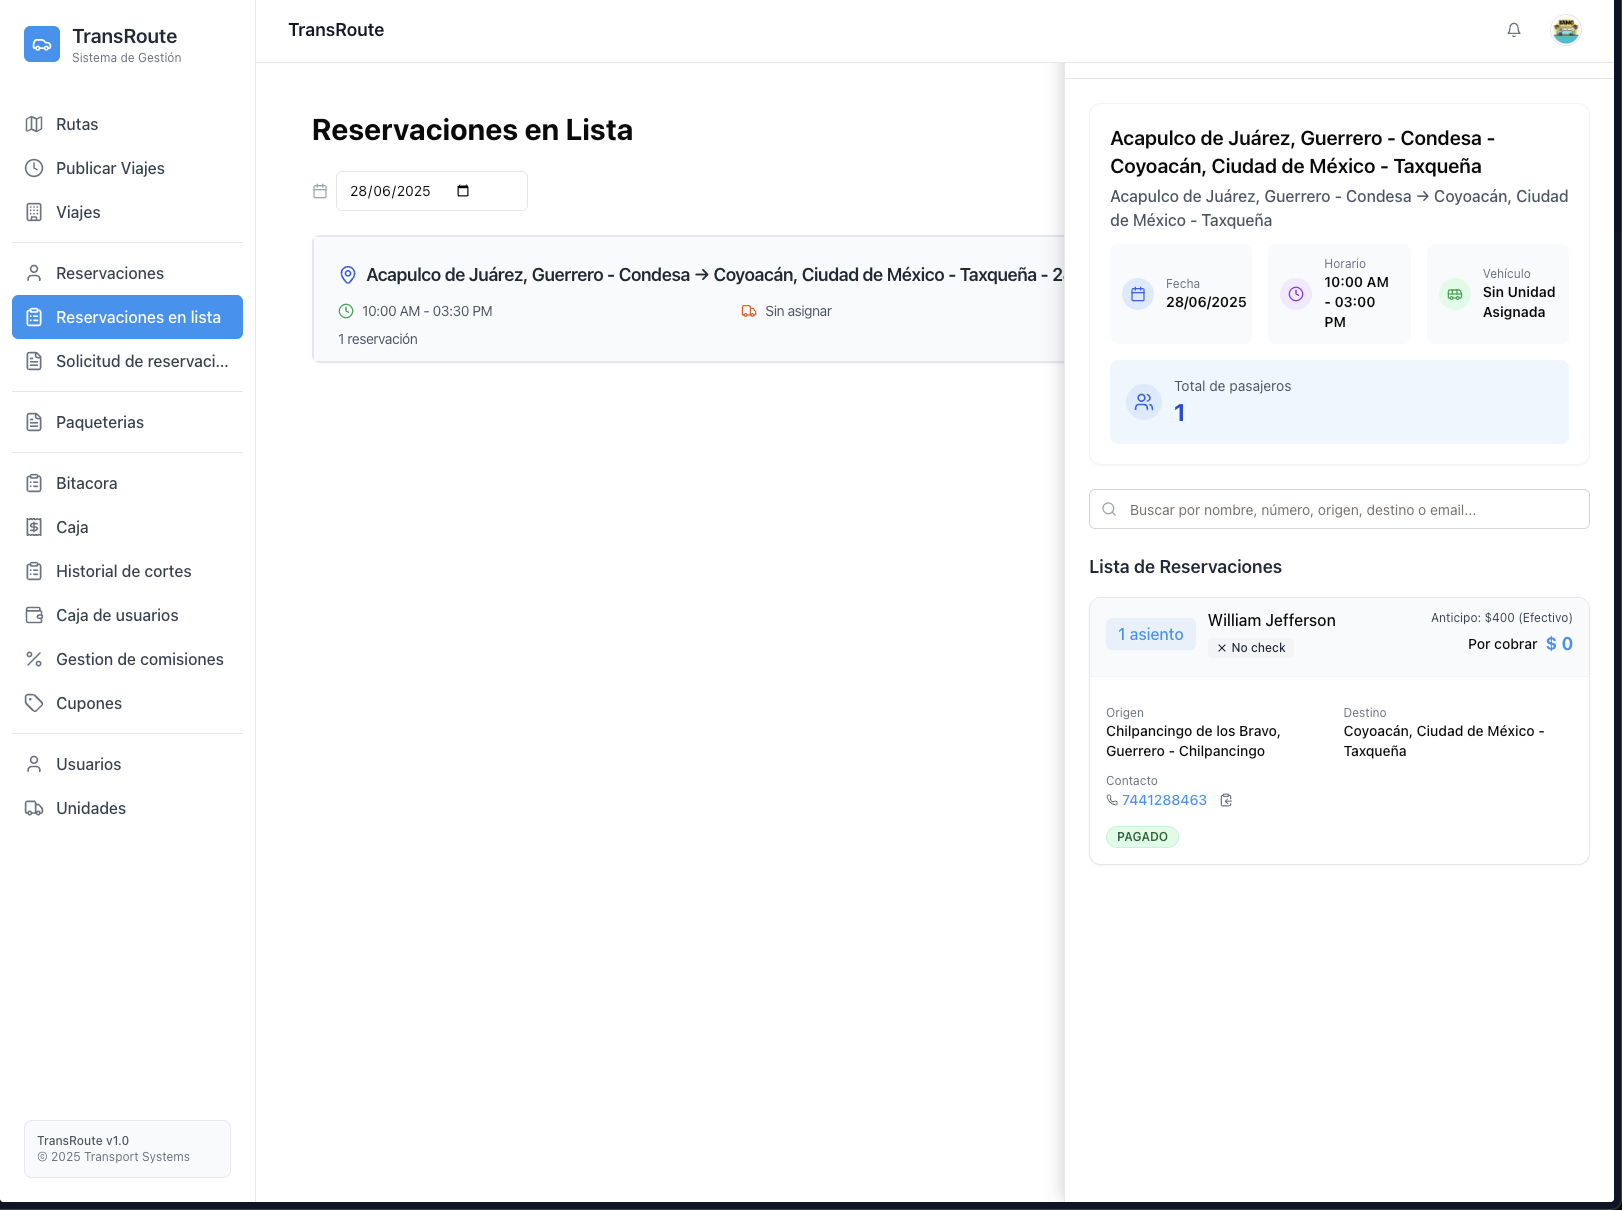 TransRoute
Sistema de Gestión
Rutas
Publicar Viajes
Viajes
Reservaciones
Reservaciones en lista
Solicitud de reservaci...
Paqueterias
Bitacora
Caja
Historial de cortes
Caja de usuarios
Gestion de comisiones
Cupones
Usuarios
Unidades
TransRoute v1.0
© 2025 Transport Systems
TransRoute
Reservaciones en Lista
28/06/2025
Acapulco de Juárez, Guerrero - Condesa → Coyoacán, Ciudad de México - Taxqueña - 2
10:00 AM - 03:30 PM
Sin asignar
1 reservación
Acapulco de Juárez, Guerrero - Condesa -
Coyoacán, Ciudad de México - Taxqueña
Acapulco de Juárez, Guerrero - Condesa → Coyoacán, Ciudad
de México - Taxqueña
Fecha
28/06/2025
Horario
10:00 AM
- 03:00
PM
Vehículo
Sin Unidad
Asignada
Total de pasajeros
1
Buscar por nombre, número, origen, destino o email...
Lista de Reservaciones
1 asiento
William Jefferson
× No check
Anticipo: $400 (Efectivo)
Por cobrar $ 0
Origen
Chilpancingo de los Bravo,
Guerrero - Chilpancingo
Destino
Coyoacán, Ciudad de México -
Taxqueña
Contacto
7441288463
PAGADO